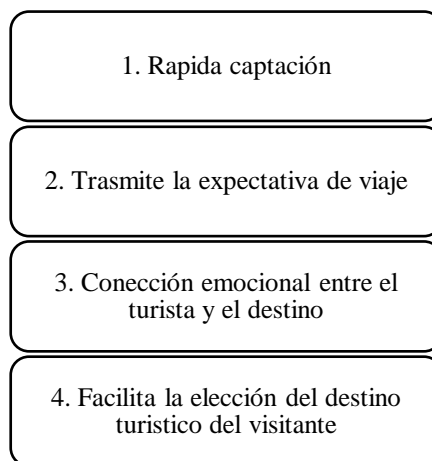 1. Rapida captación
2. Trasmite la expectativa de viaje
3. Conección emocional entre el
turista y el destino
4. Facilita la elección del destino
turistico del visitante